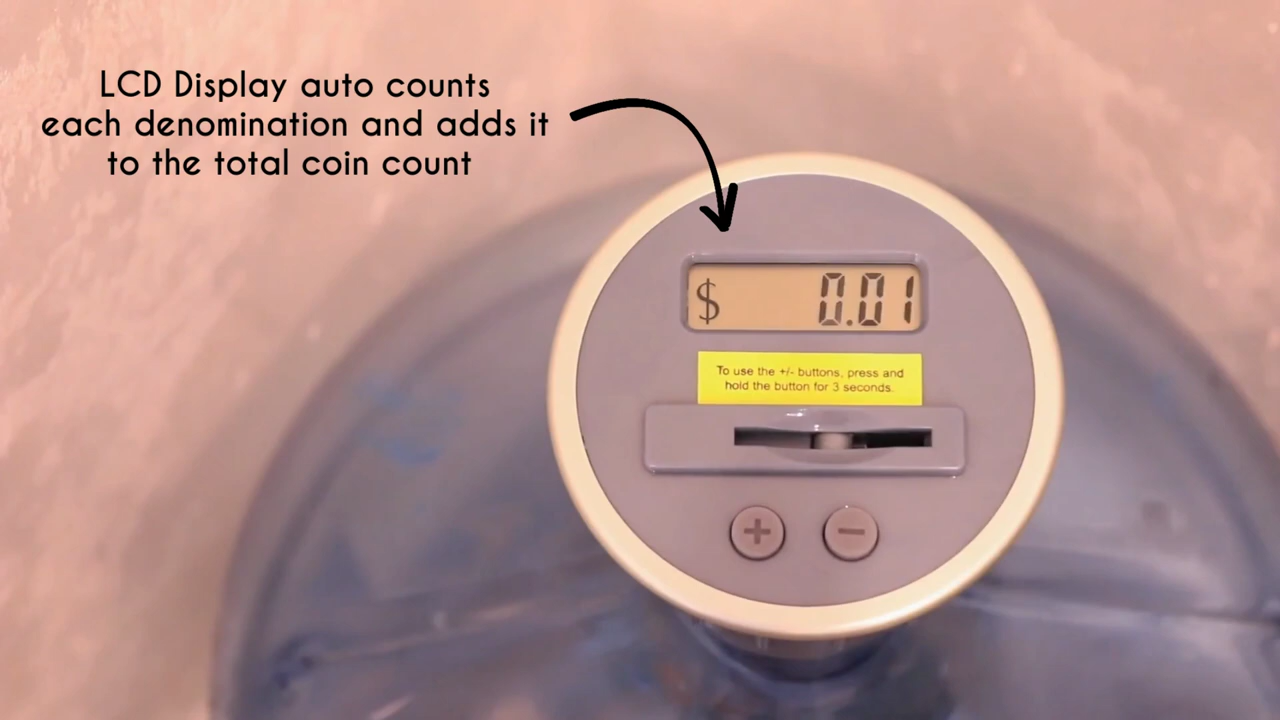 LCD Display auto counts
each denomination and adds it
to the total coin count
$ 0.01
To use the +/- buttons, press and
hold the button for 3 seconds.
+ −